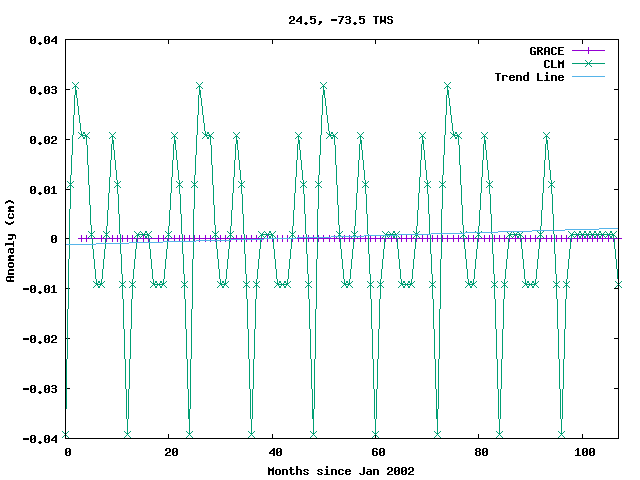 24.5, -73.5 TWS
GRACE
CLM
Trend Line
0.04
0.03
0.02
0.01
0
-0.01
-0.02
-0.03
-0.04
Anomaly (cm)
0 20 40 60 80 100
Months since Jan 2002